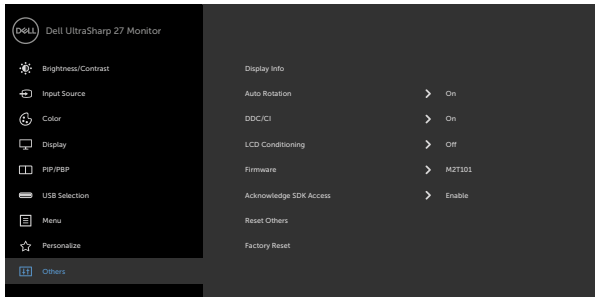 DELL Dell UltraSharp 27 Monitor
Brightness/Contrast
Input Source
Color
Display
PIP/PBP
USB Selection
Menu
Personalize
Others
Display Info
Auto Rotation On
DDC/CI On
LCD Conditioning Off
Firmware M2T101
Acknowledge SDK Access Enable
Reset Others
Factory Reset